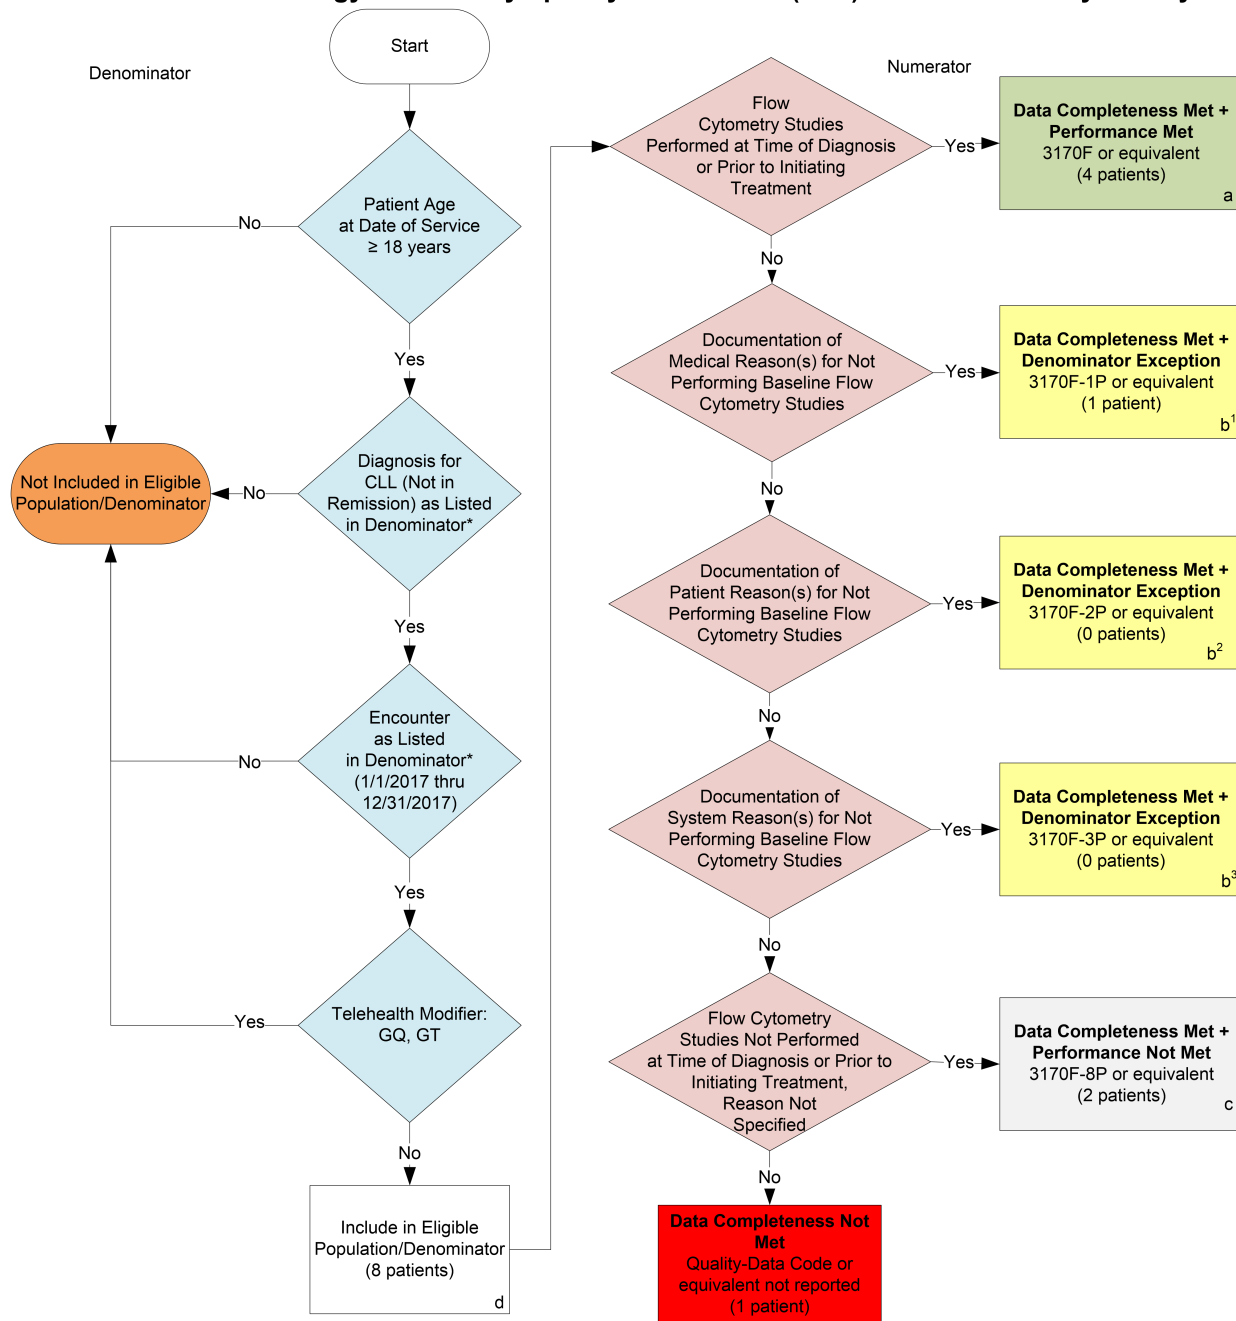 Start
Denominator
Patient Age
at Date of Service
≥ 18 years
No
Yes
Diagnosis for
CLL (Not in
Remission) as Listed
in Denominator*
No
Not Included in Eligible
Population/Denominator
Yes
Encounter
as Listed
in Denominator*
(1/1/2017 thru
12/31/2017)
No
Yes
Telehealth Modifier:
GQ, GT
Yes
No
Include in Eligible
Population/Denominator
(8 patients)
d
Numerator
Flow
Cytometry Studies
Performed at Time of Diagnosis
or Prior to Initiating
Treatment
Yes
Data Completeness Met +
Performance Met
3170F or equivalent
(4 patients)
a
No
Documentation of
Medical Reason(s) for Not
Performing Baseline Flow
Cytometry Studies
Yes
Data Completeness Met +
Denominator Exception
3170F-1P or equivalent
(1 patient)
b¹
No
Documentation of
Patient Reason(s) for Not
Performing Baseline Flow
Cytometry Studies
Yes
Data Completeness Met +
Denominator Exception
3170F-2P or equivalent
(0 patients)
b²
No
Documentation of
System Reason(s) for Not
Performing Baseline Flow
Cytometry Studies
Yes
Data Completeness Met +
Denominator Exception
3170F-3P or equivalent
(0 patients)
b³
No
Flow Cytometry
Studies Not Performed
at Time of Diagnosis or Prior to
Initiating Treatment,
Reason Not
Specified
Yes
Data Completeness Met +
Performance Not Met
3170F-8P or equivalent
(2 patients)
c
No
Data Completeness Not
Met
Quality-Data Code or
equivalent not reported
(1 patient)